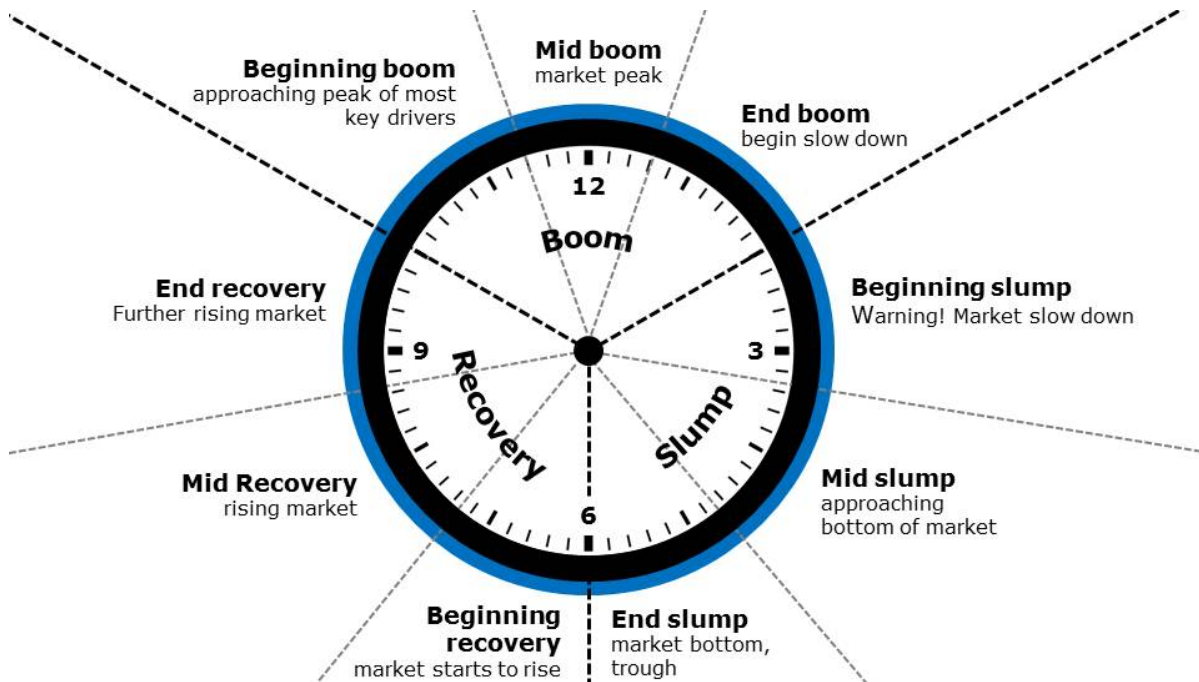 Mid boom
market peak
Beginning boom
approaching peak of most
key drivers
End boom
begin slow down
12
Boom
End recovery
Further rising market
Beginning slump
Warning! Market slow down
9
3
Recovery
Slump
Mid Recovery
rising market
Mid slump
approaching
bottom of market
6
Beginning
recovery
market starts to rise
End slump
market bottom,
trough